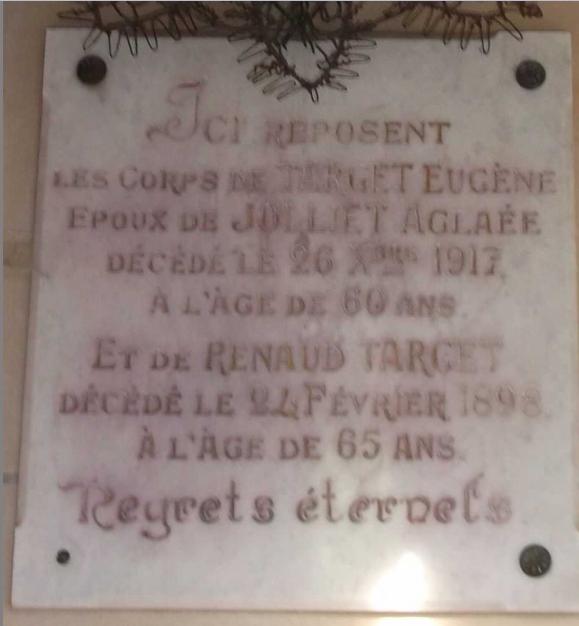 Ici reposent
les Corps de TARGET Eugène
Epoux de JOLLIET Aglaée
décédé le 26 Xbre 1917.
à l'âge de 60 ans.
Et de RENAUD TARGET
décédé le 24 Février 1898.
à l'âge de 65 ans.
Regrets éternels